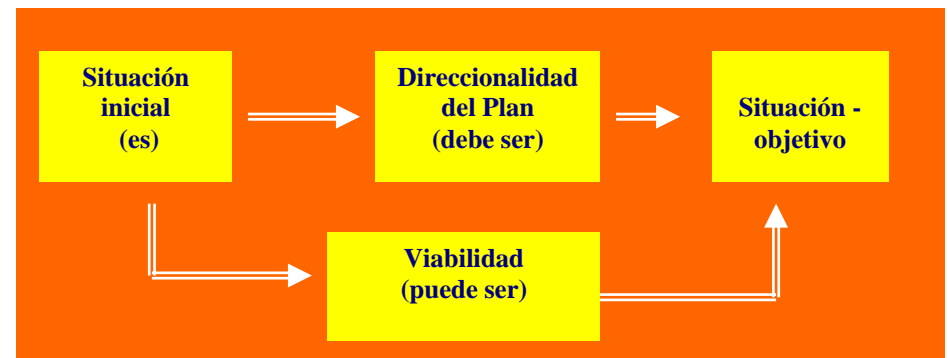 Situación
inicial
(es)
Direccionalidad
del Plan
(debe ser)
Situación -
objetivo
Viabilidad
(puede ser)